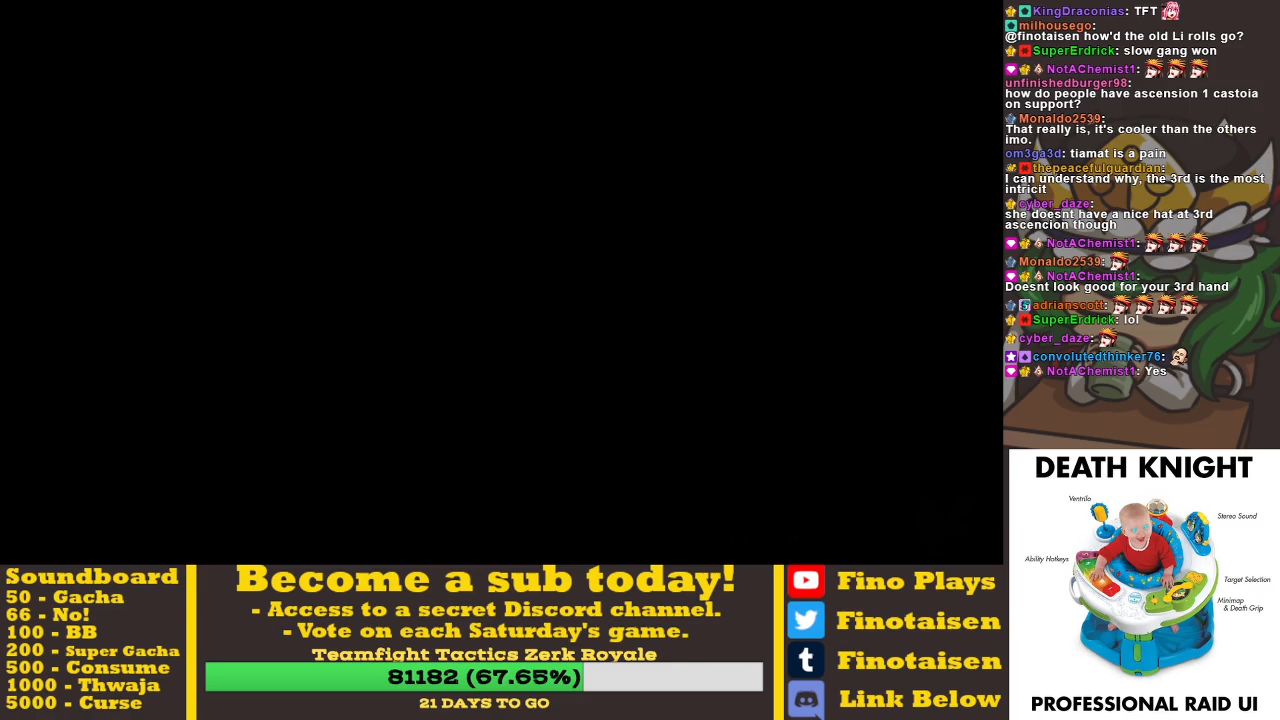 KingDraconias: TFT
milhousego:
@finotaisen how'd the old Li rolls go?
SuperErdrick: slow gang won
NotAChemist1:
unfinishedburger98:
how do people have ascension 1 castoia
on support?
Monaldo2539:
That really is, it's cooler than the others
imo.
om3ga3d: tiamat is a pain
thepeacefulguardian:
I can understand why, the 3rd is the most
intricit
cyber_daze:
she doesnt have a nice hat at 3rd
ascencion though
NotAChemist1:
Monaldo2539:
NotAChemist1:
Doesnt look good for your 3rd hand
adrianscott:
SuperErdrick: lol
cyber_daze:
convolutedthinker76:
NotAChemist1: Yes
DEATH KNIGHT
Ventrilo
Stereo Sound
Ability Hotkeys
Target Selection
Minimap
& Death Grip
PROFESSIONAL RAID UI
Soundboard
50 - Gacha
66 - No!
100 - BB
200 - Super Gacha
500 - Consume
1000 - Thwaja
5000 - Curse
Become a sub today!
- Access to a secret Discord channel.
- Vote on each Saturday's game.
Teamfight Tactics Zerk Royale
81182 (67.65%)
21 DAYS TO GO
Fino Plays
Finotaisen
Finotaisen
Link Below